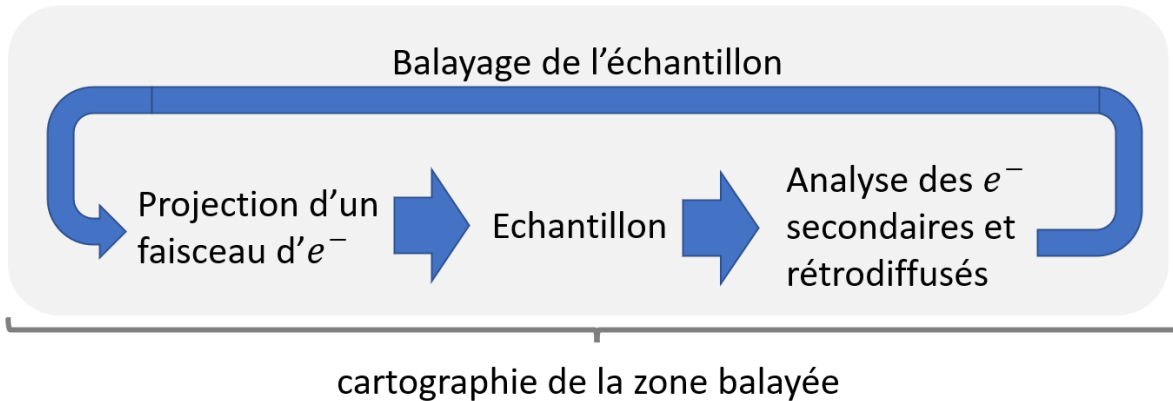 Balayage de l'échantillon
Projection d'un
faisceau d'e⁻
Echantillon
Analyse des e⁻
secondaires et
rétrodiffusés
cartographie de la zone balayée